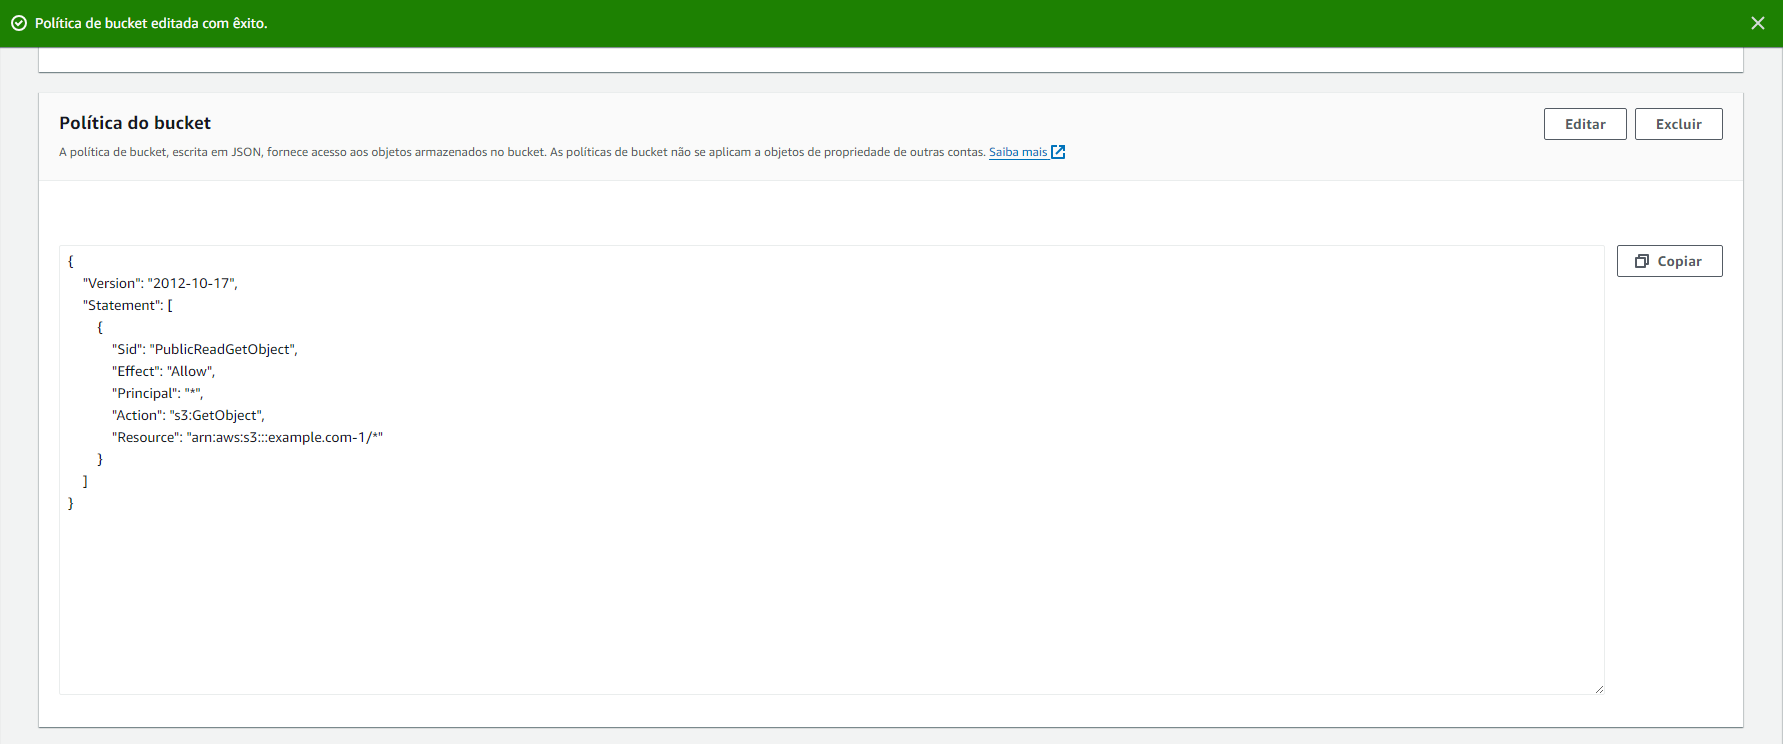 Política de bucket editada com êxito.
Política do bucket
Editar
Excluir
A política de bucket, escrita em JSON, fornece acesso aos objetos armazenados no bucket. As políticas de bucket não se aplicam a objetos de propriedade de outras contas. Saiba mais
Copiar
{
"Version": "2012-10-17",
"Statement": [
{
"Sid": "PublicReadGetObject",
"Effect": "Allow",
"Principal": "*",
"Action": "s3:GetObject",
"Resource": "arn:aws:s3:::example.com-1/*"
}
]
}